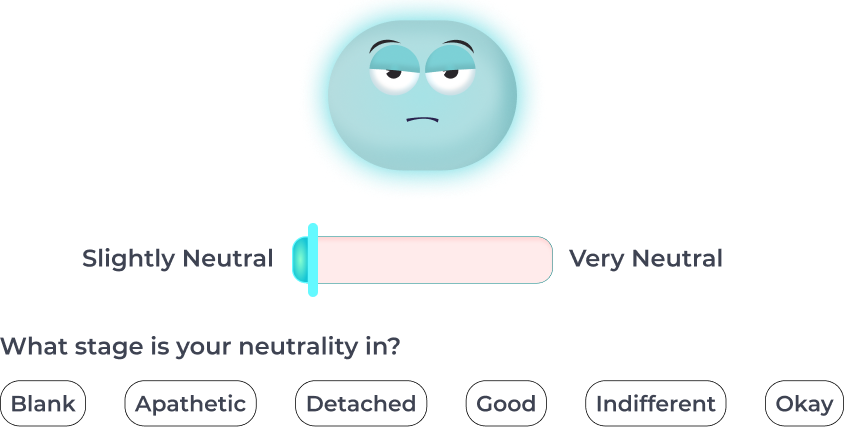 Slightly Neutral Very Neutral
What stage is your neutrality in?
Blank Apathetic Detached Good Indifferent Okay